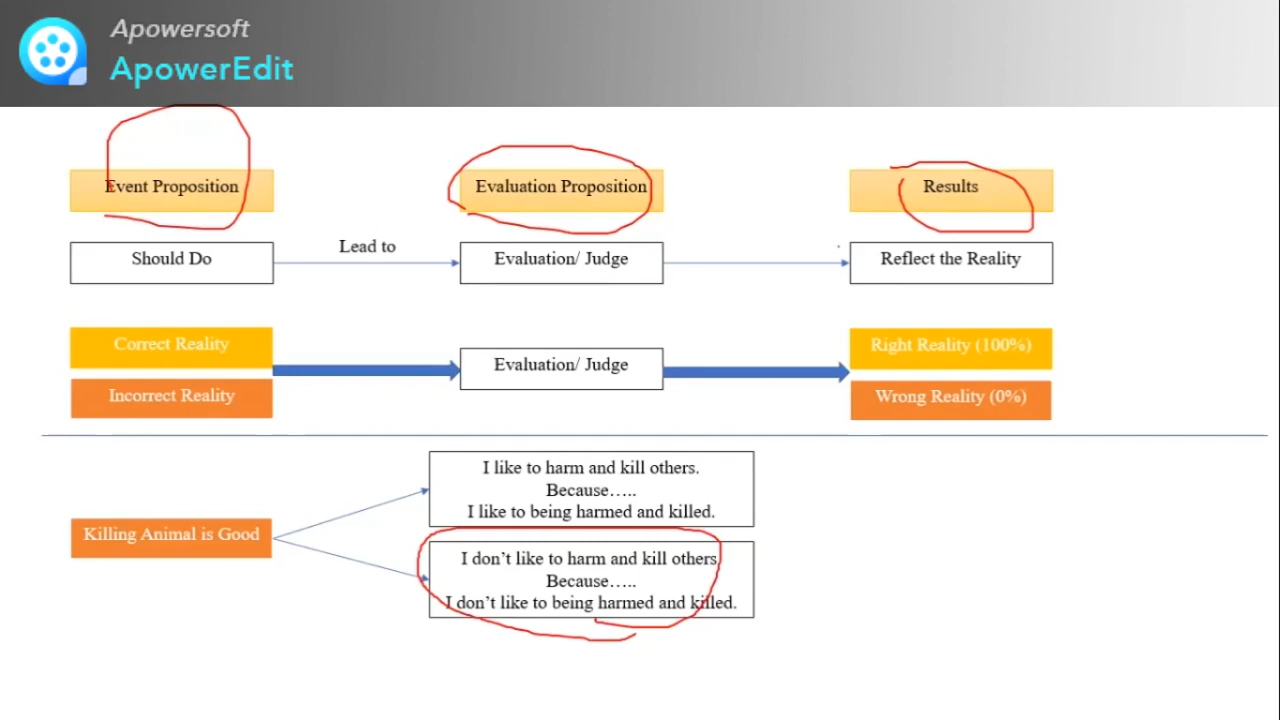 Apowersoft
ApowerEdit
Event Proposition
Evaluation Proposition
Results
Should Do
Lead to
Evaluation/ Judge
Reflect the Reality
Correct Reality
Incorrect Reality
Evaluation/ Judge
Right Reality (100%)
Wrong Reality (0%)
Killing Animal is Good
I like to harm and kill others.
Because…..
I like to being harmed and killed.
I don't like to harm and kill others
Because…..
I don't like to being harmed and killed.